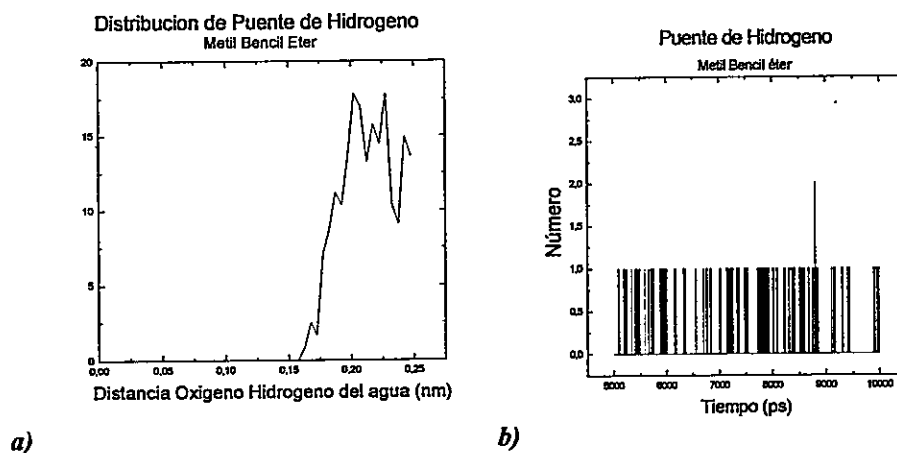 Distribucion de Puente de Hidrogeno
Metil Bencil Eter
20
15
10
5
0
0,00 0,05 0,10 0,15 0,20 0,25
Distancia Oxigeno Hidrogeno del agua (nm)
a)
Puente de Hidrogeno
Metil Bencil éter
Número
3,0
2,5
2,0
1,5
1,0
0,5
0,0
5000 6000 7000 8000 9000 10000
Tiempo (ps)
b)